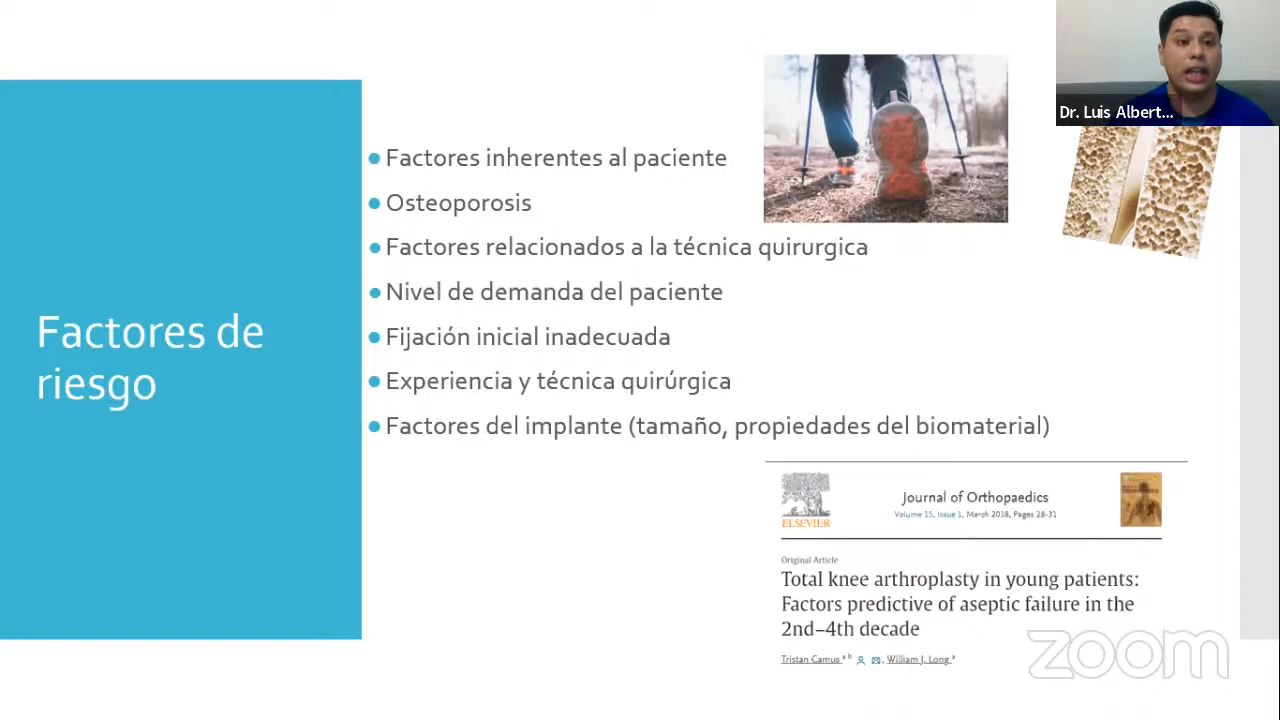 Dr. Luis Albert...
Factores de
riesgo
Factores inherentes al paciente
Osteoporosis
Factores relacionados a la técnica quirurgica
Nivel de demanda del paciente
Fijación inicial inadecuada
Experiencia y técnica quirúrgica
Factores del implante (tamaño, propiedades del biomaterial)
ELSEVIER
Journal of Orthopaedics
Volume 15, Issue 1, March 2018, Pages 28-31
Original Article
Total knee arthroplasty in young patients:
Factors predictive of aseptic failure in the
2nd–4th decade
Tristan Camus a b, William J. Long a
zoom